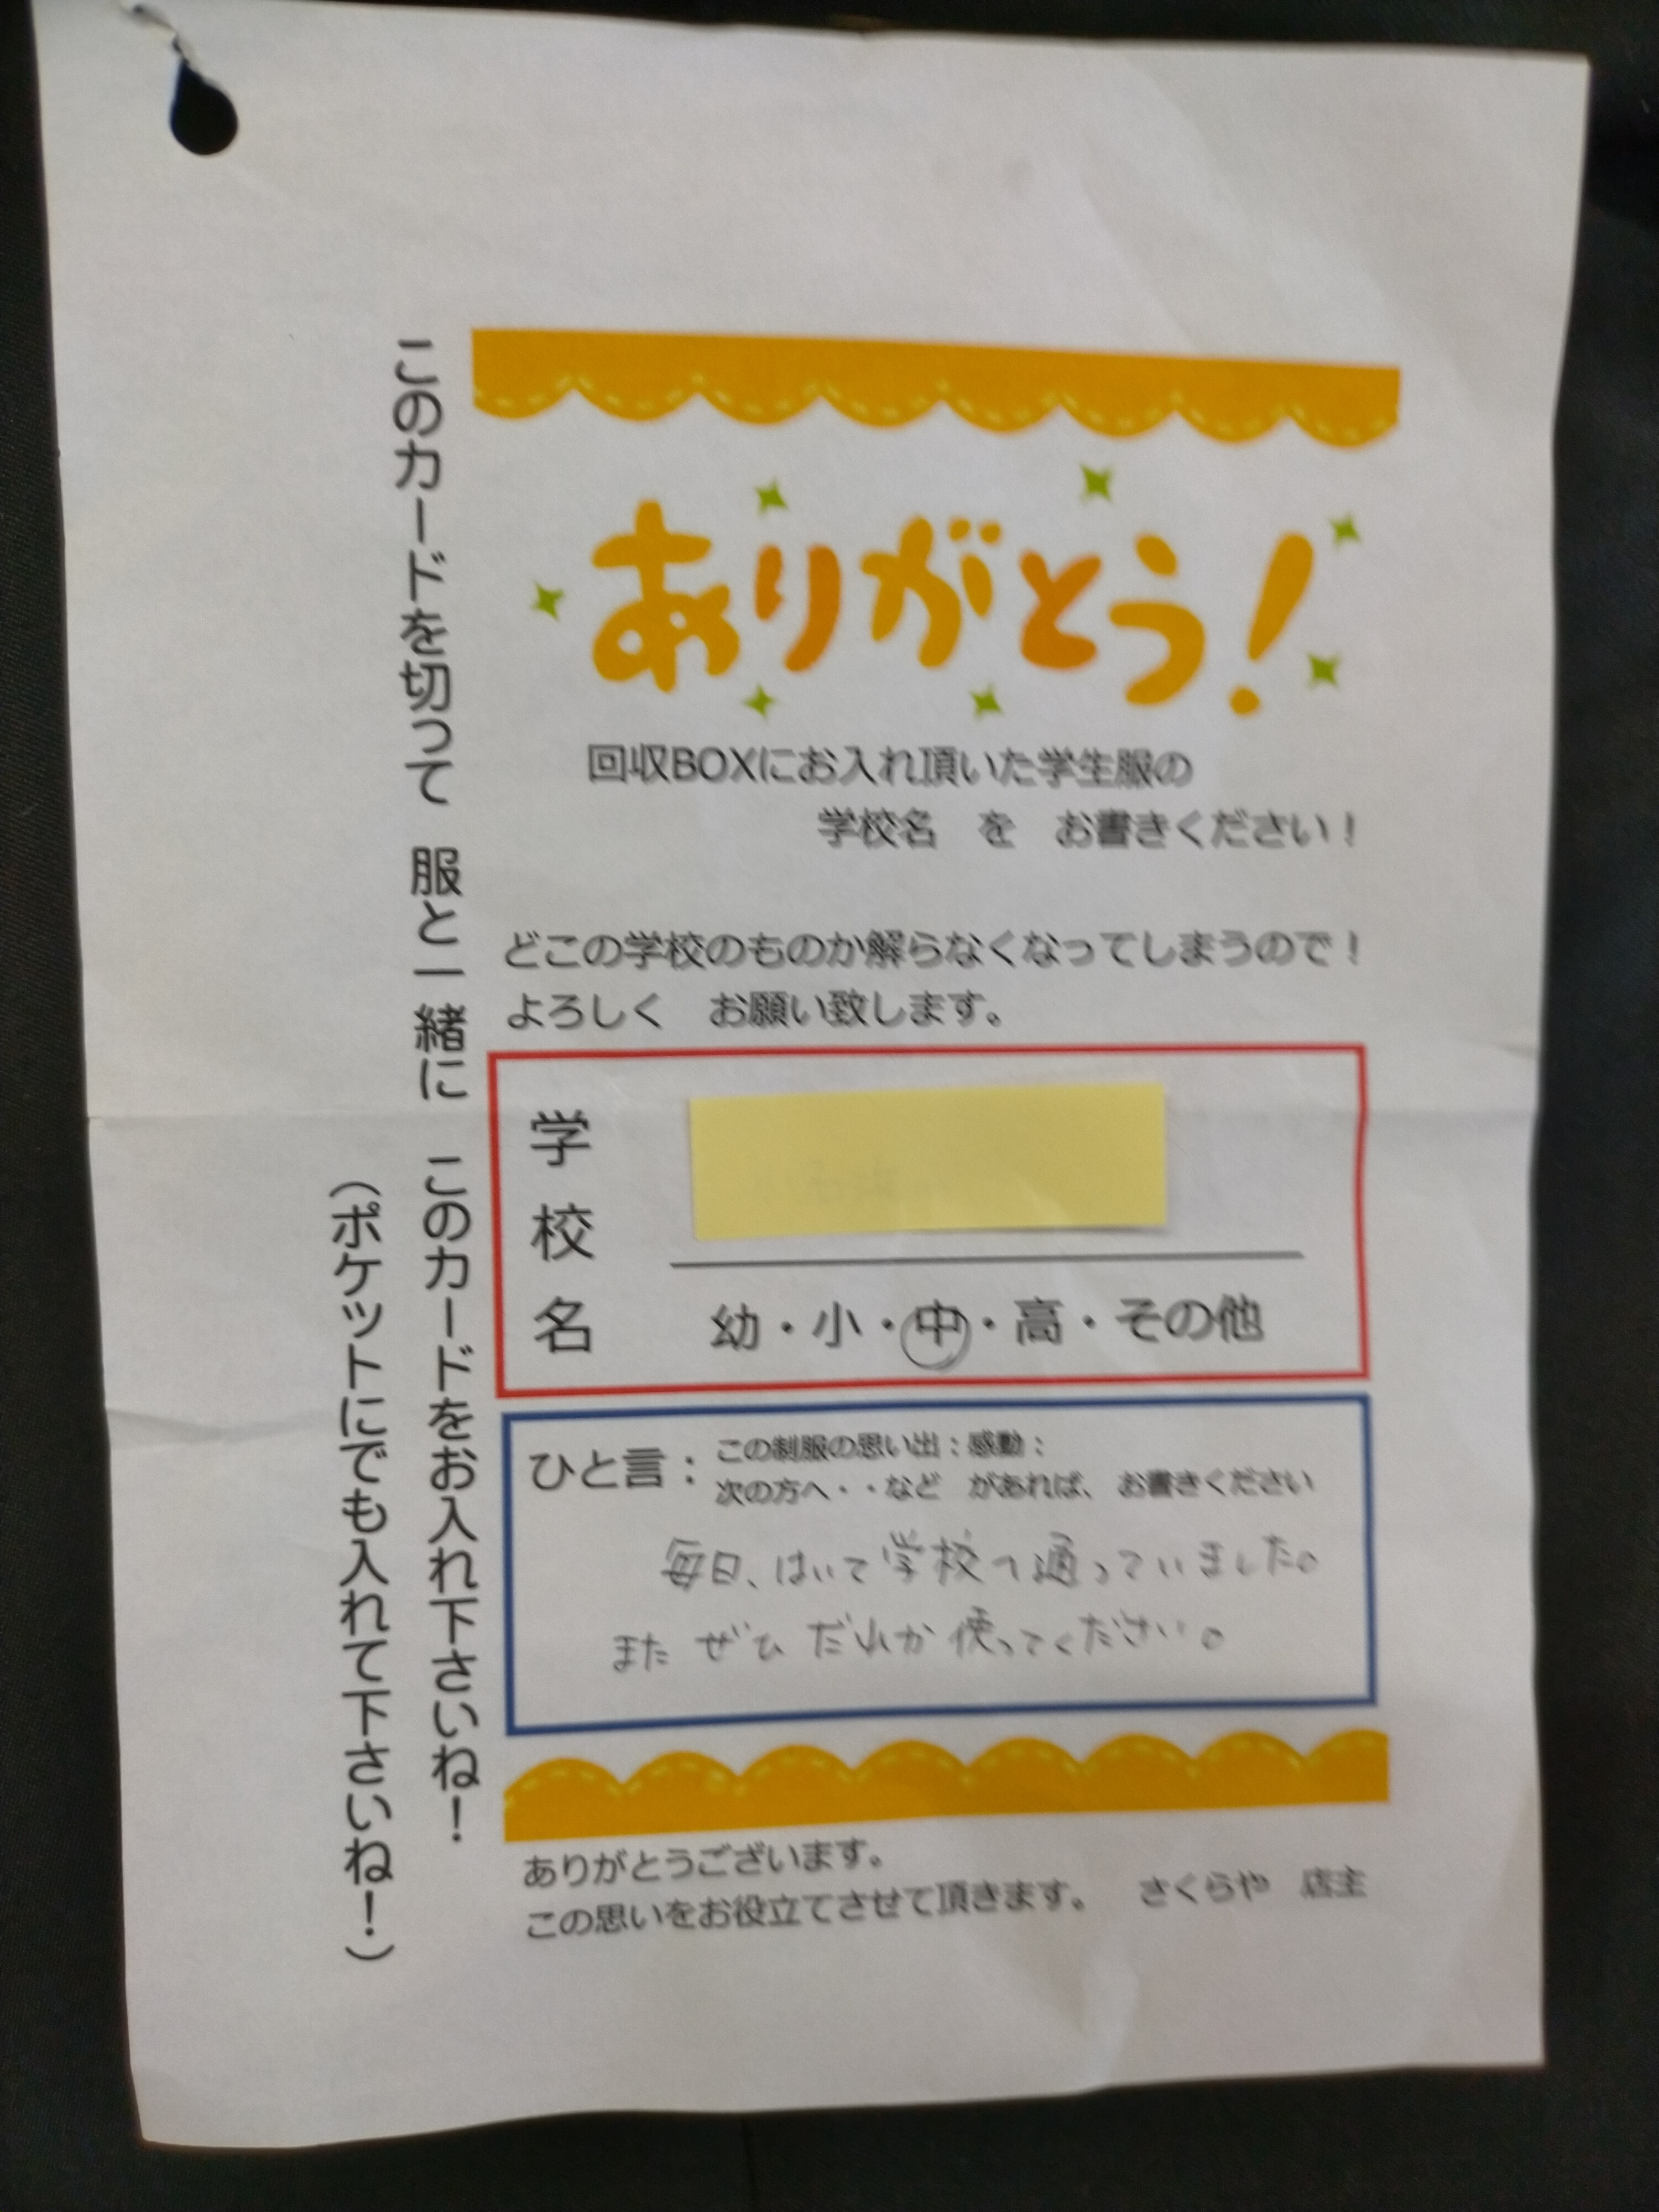 ありがとう!
回収BOXにお入れ頂いた学生服の
学校名　を　お書きください!
どこの学校のものか解らなくなってしまうので!
よろしく　お願い致します。
学校名
幼・小・中・高・その他
ひと言:
この制服の思い出:感動:
次の方へ・・など　があれば、お書きください
毎日、はいて学校へ通っていました。
また ぜひ だれか 使ってください。
ありがとうございます。
この思いをお役立てさせて頂きます。　さくらや　店主
このカードを切って　服と一緒に　このカードをお入れ下さいね!
(ポケットにでも入れて下さいね!)